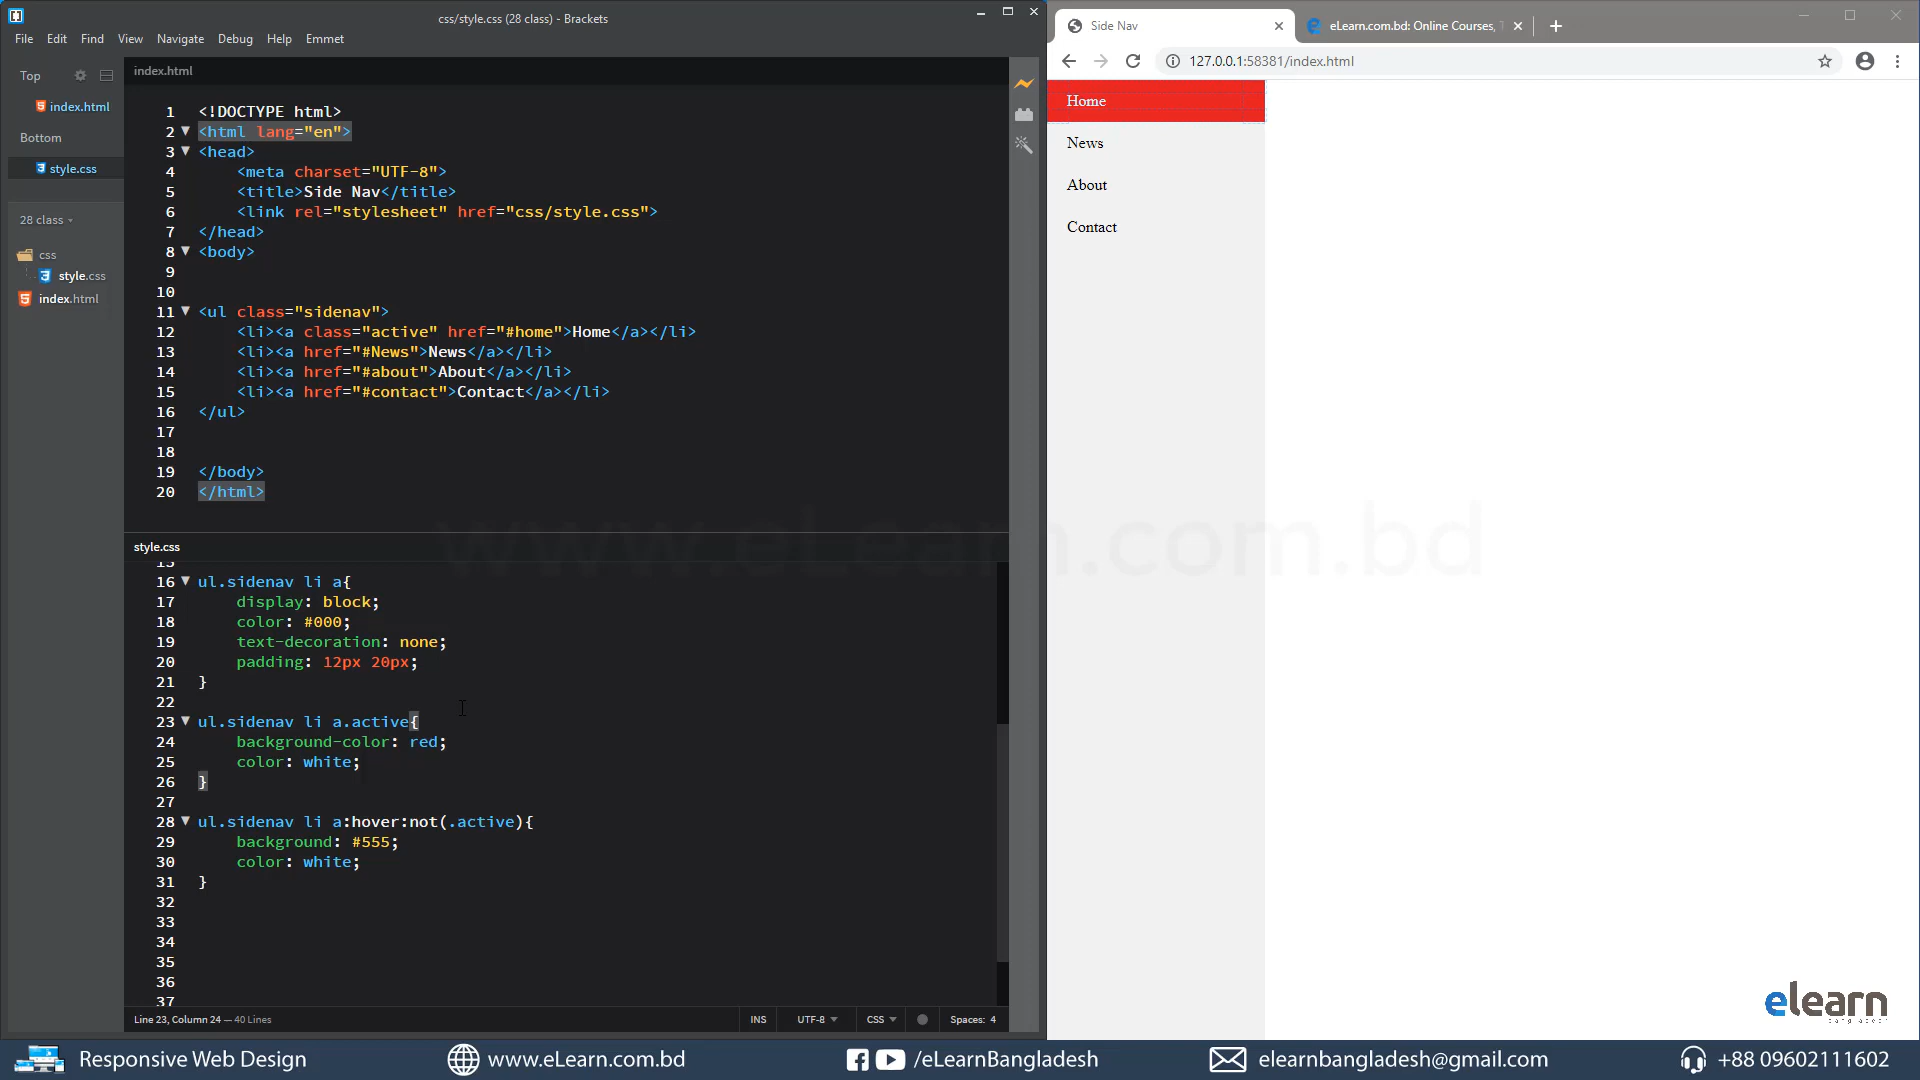 css/style.css (28 class) - Brackets
File Edit Find View Navigate Debug Help Emmet
Top
index.html
Bottom
style.css
28 class
css
style.css
index.html
index.html
1 <!DOCTYPE html>
2 <html lang="en">
3 <head>
4 <meta charset="UTF-8">
5 <title>Side Nav</title>
6 <link rel="stylesheet" href="css/style.css">
7 </head>
8 <body>
9
10
11 <ul class="sidenav">
12 <li><a class="active" href="#home">Home</a></li>
13 <li><a href="#News">News</a></li>
14 <li><a href="#about">About</a></li>
15 <li><a href="#contact">Contact</a></li>
16 </ul>
17
18
19 </body>
20 </html>
style.css
15
16 ul.sidenav li a{
17 display: block;
18 color: #000;
19 text-decoration: none;
20 padding: 12px 20px;
21 }
22
23 ul.sidenav li a.active{
24 background-color: red;
25 color: white;
26 }
27
28 ul.sidenav li a:hover:not(.active){
29 background: #555;
30 color: white;
31 }
32
33
34
35
36
37
Line 23, Column 24 — 40 Lines
INS UTF-8 CSS Spaces: 4
Side Nav
eLearn.com.bd: Online Courses,
127.0.0.1:58381/index.html
Home
News
About
Contact
www.eLearn.com.bd
elearn
Responsive Web Design
www.eLearn.com.bd
/eLearnBangladesh
elearnbangladesh@gmail.com
+88 09602111602